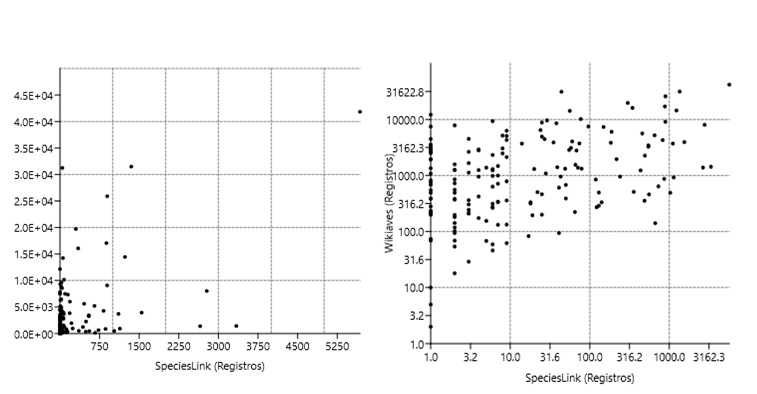 4.5E+04
4.0E+04
3.5E+04
3.0E+04
2.5E+04
2.0E+04
1.5E+04
1.0E+04
5.0E+03
0.0E+00
750 1500 2250 3000 3750 4500 5250
SpeciesLink (Registros)
Wikiaves (Registros)
31622.8
10000.0
3162.3
1000.0
316.2
100.0
31.6
10.0
3.2
1.0
1.0 3.2 10.0 31.6 100.0 316.2 1000.0 3162.3
SpeciesLink (Registros)